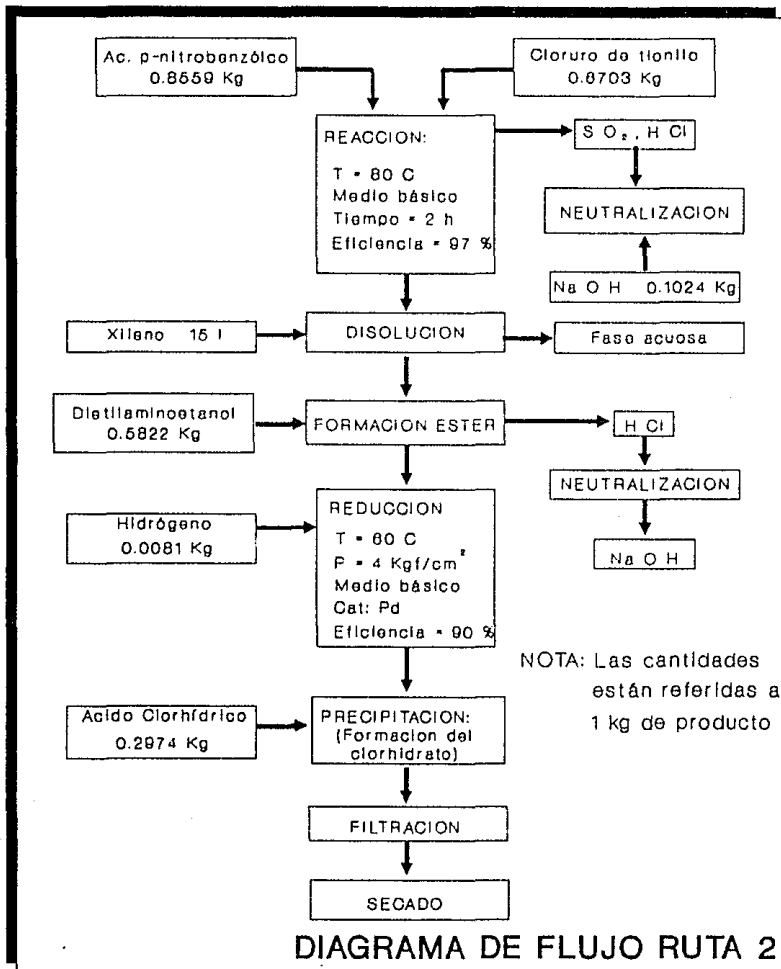 Ac. p-nitrobenzóico
0.8559 Kg
Cloruro de tionilo
0.6703 Kg
REACCION:
T = 80 C
Medio básico
Tiempo = 2 h
Eficiencia = 97 %
S O₂ , H Cl
NEUTRALIZACION
Na O H 0.1024 Kg
Xileno 15 l
DISOLUCION
Fase acuosa
Dietilaminoetanol
0.5822 Kg
FORMACION ESTER
H Cl
NEUTRALIZACION
Na O H
Hidrógeno
0.0081 Kg
REDUCCION
T = 60 C
P = 4 Kgf/cm²
Medio básico
Cat: Pd
Eficiencia = 90 %
NOTA: Las cantidades
están referidas a
1 kg de producto
Acido Clorhídrico
0.2974 Kg
PRECIPITACION:
(Formacion del
clorhidrato)
FILTRACION
SECADO
DIAGRAMA DE FLUJO RUTA 2